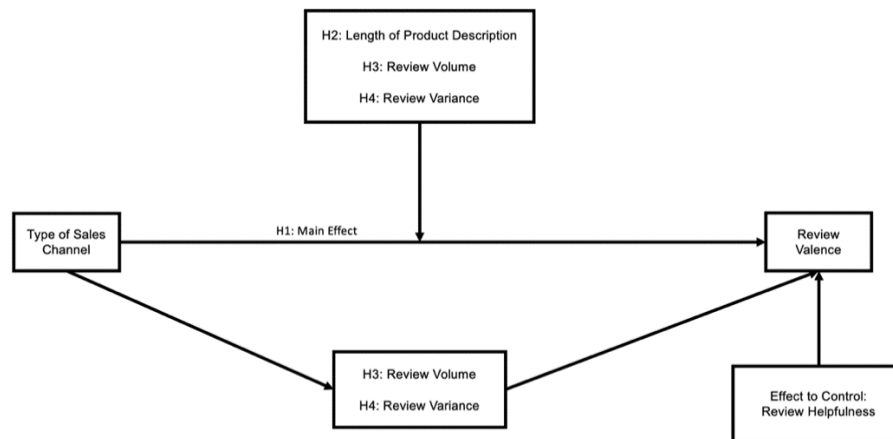 H2: Length of Product Description
H3: Review Volume
H4: Review Variance
Type of Sales
Channel
H1: Main Effect
Review
Valence
H3: Review Volume
H4: Review Variance
Effect to Control:
Review Helpfulness